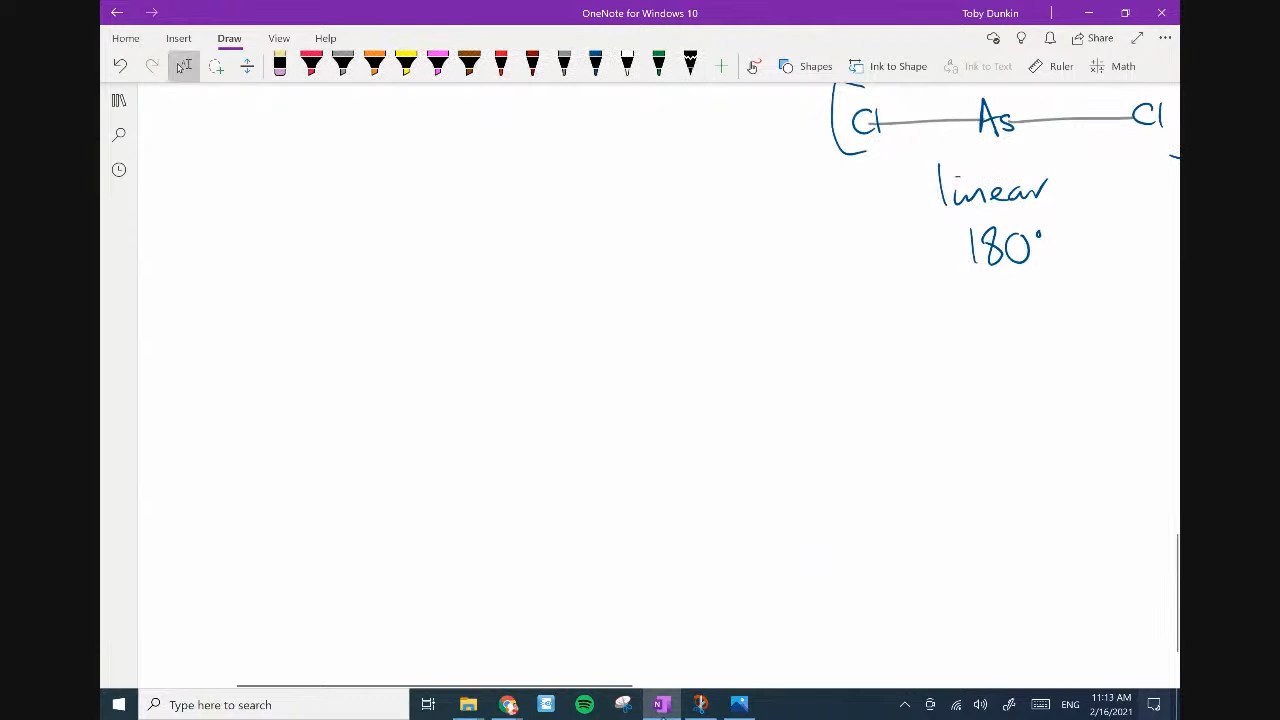 OneNote for Windows 10
Toby Dunkin
Home Insert Draw View Help
Share
Shapes Ink to Shape Ink to Text Ruler Math
Cl As Cl
linear
180°
Type here to search
ENG
11:13 AM
2/16/2021